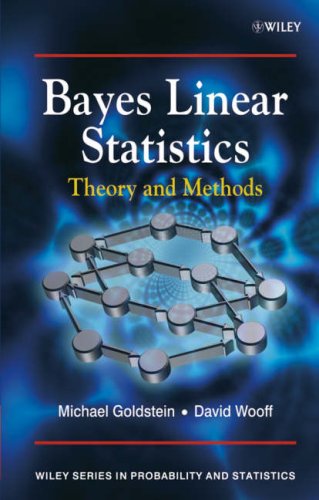 WILEY
Bayes Linear
Statistics
Theory and Methods
Michael Goldstein • David Wooff
WILEY SERIES IN PROBABILITY AND STATISTICS